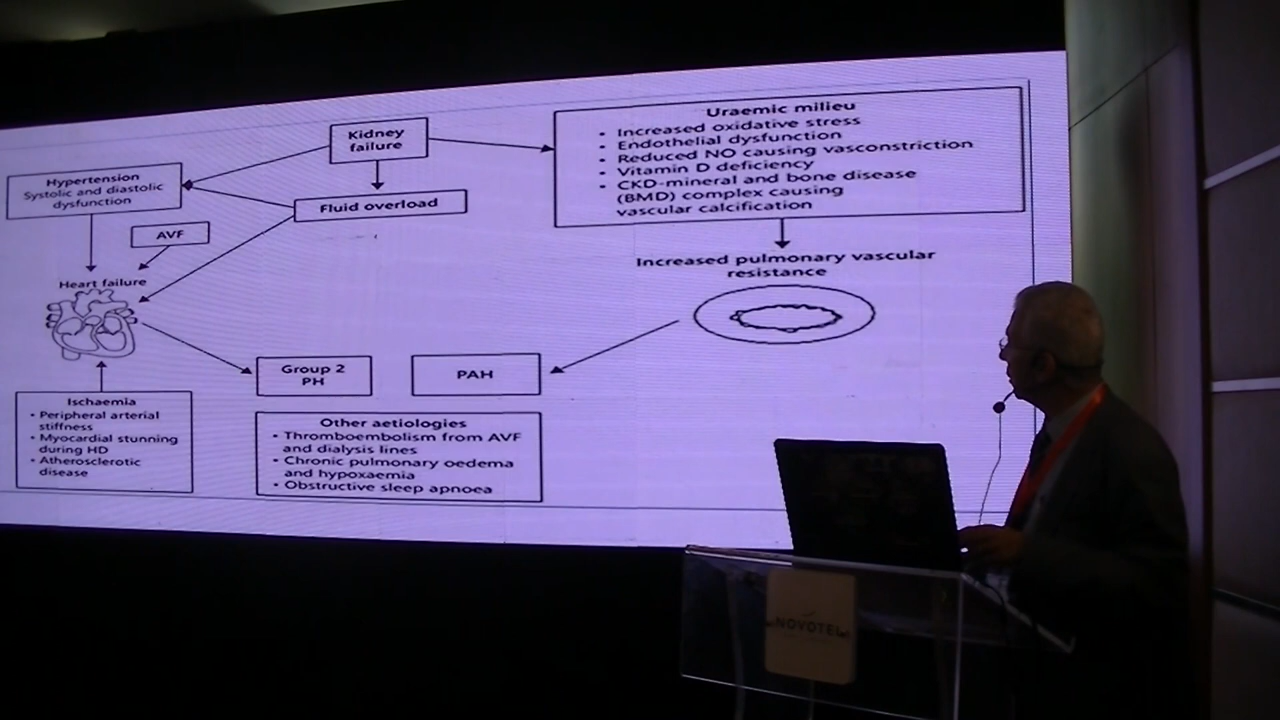 Kidney
failure
Uraemic milieu
• Increased oxidative stress
• Endothelial dysfunction
• Reduced NO causing vasconstriction
• Vitamin D deficiency
• CKD-mineral and bone disease
(BMD) complex causing
vascular calcification
Hypertension
Systolic and diastolic
dysfunction
Fluid overload
AVF
Increased pulmonary vascular
resistance
Heart failure
Group 2
PH
PAH
Ischaemia
• Peripheral arterial
stiffness
• Myocardial stunning
during HD
• Atherosclerotic
disease
Other aetiologies
• Thromboembolism from AVF
and dialysis lines
• Chronic pulmonary oedema
and hypoxaemia
• Obstructive sleep apnoea
NOVOTEL